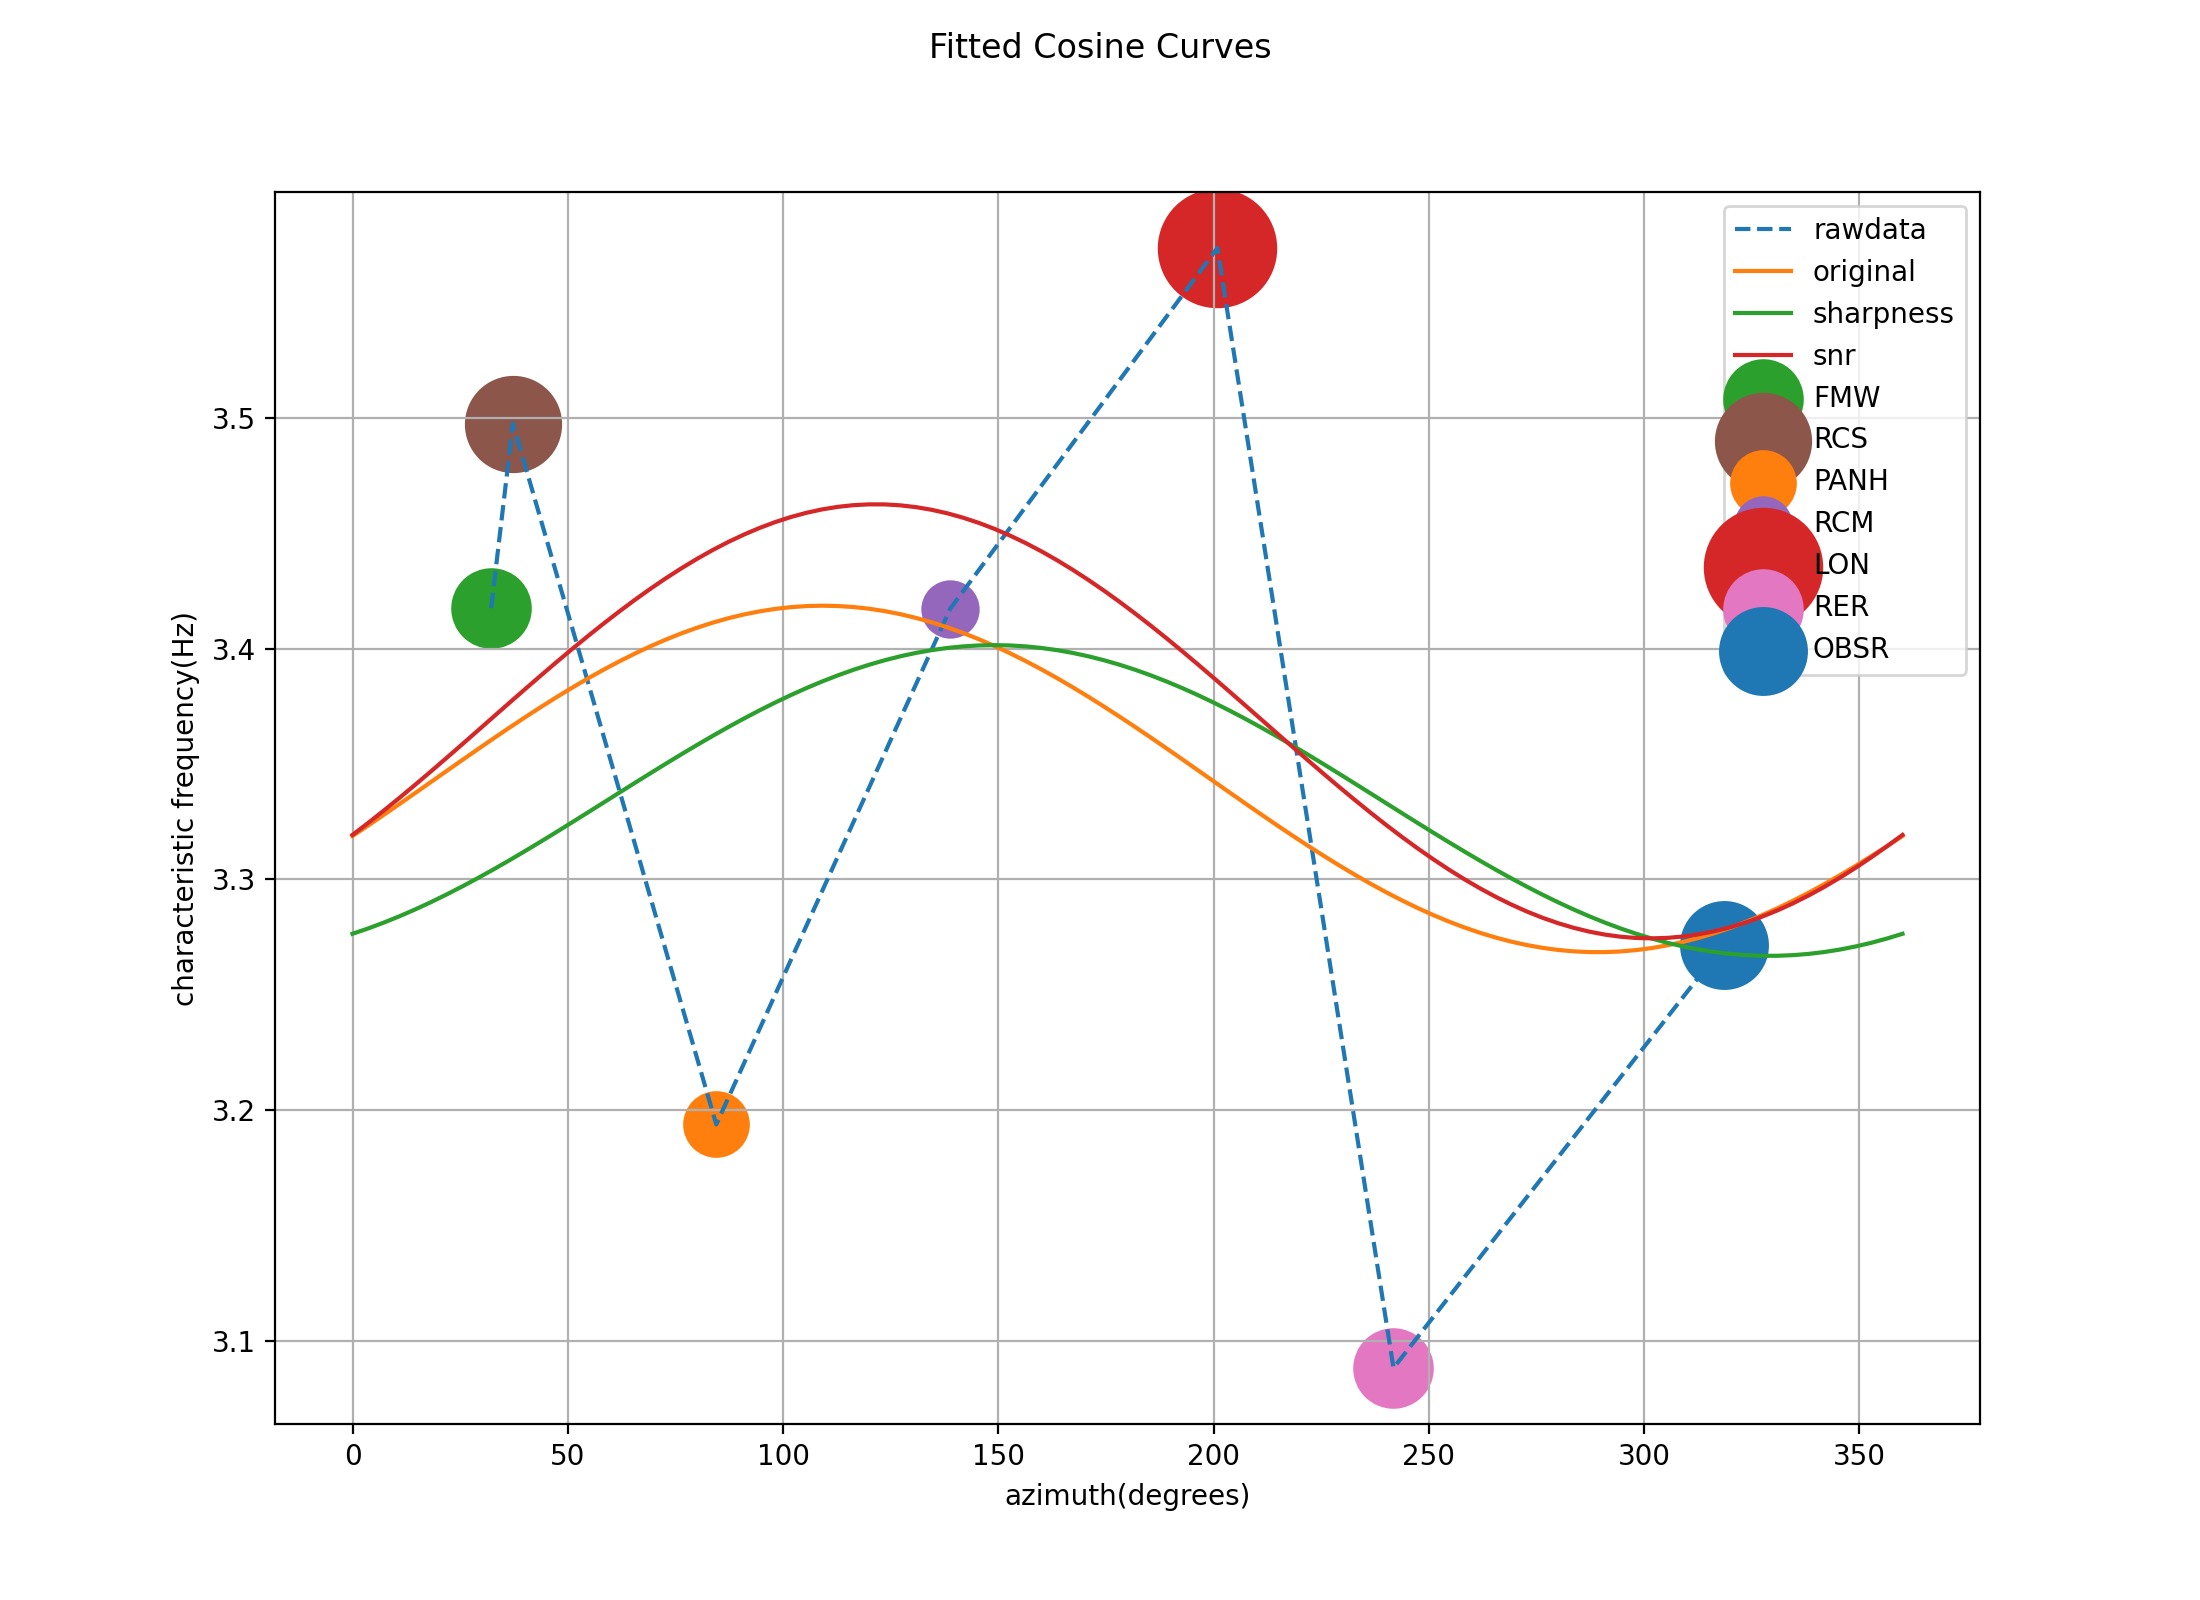 Fitted Cosine Curves
rawdata
original
sharpness
snr
FMW
RCS
PANH
RCM
LON
RER
OBSR
characteristic frequency(Hz)
3.5
3.4
3.3
3.2
3.1
0 50 100 150 200 250 300 350
azimuth(degrees)